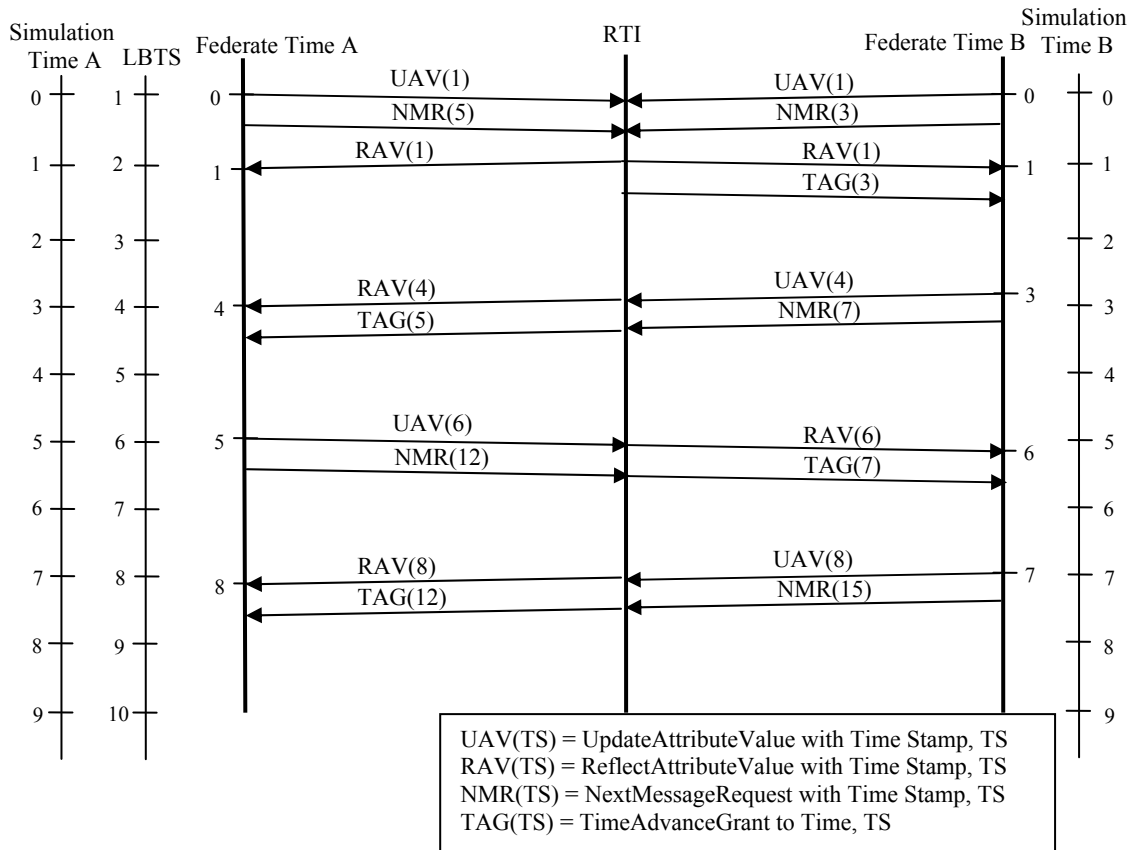 Simulation
Time A
LBTS
Federate Time A
RTI
Federate Time B
Simulation
Time B
0
1
0
UAV(1)
UAV(1)
0
0
NMR(5)
NMR(3)
1
2
1
RAV(1)
RAV(1)
1
1
TAG(3)
2
3
2
3
4
4
RAV(4)
UAV(4)
3
3
TAG(5)
NMR(7)
4
5
4
5
6
5
UAV(6)
RAV(6)
6
5
NMR(12)
TAG(7)
6
7
6
7
8
8
RAV(8)
UAV(8)
7
7
TAG(12)
NMR(15)
8
9
8
9
10
9
UAV(TS) = UpdateAttributeValue with Time Stamp, TS
RAV(TS) = ReflectAttributeValue with Time Stamp, TS
NMR(TS) = NextMessageRequest with Time Stamp, TS
TAG(TS) = TimeAdvanceGrant to Time, TS